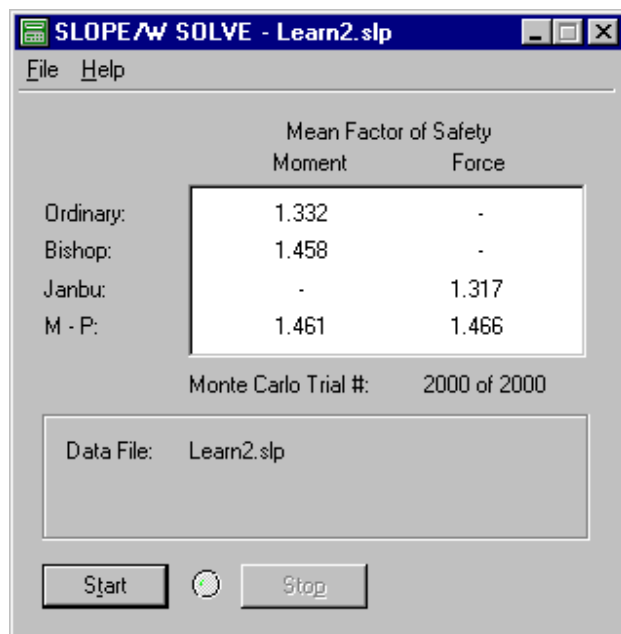 SLOPE/W SOLVE - Learn2.slp
File Help
Mean Factor of Safety
Moment Force
Ordinary: 1.332 -
Bishop: 1.458 -
Janbu: - 1.317
M - P: 1.461 1.466
Monte Carlo Trial #: 2000 of 2000
Data File: Learn2.slp
Start Stop